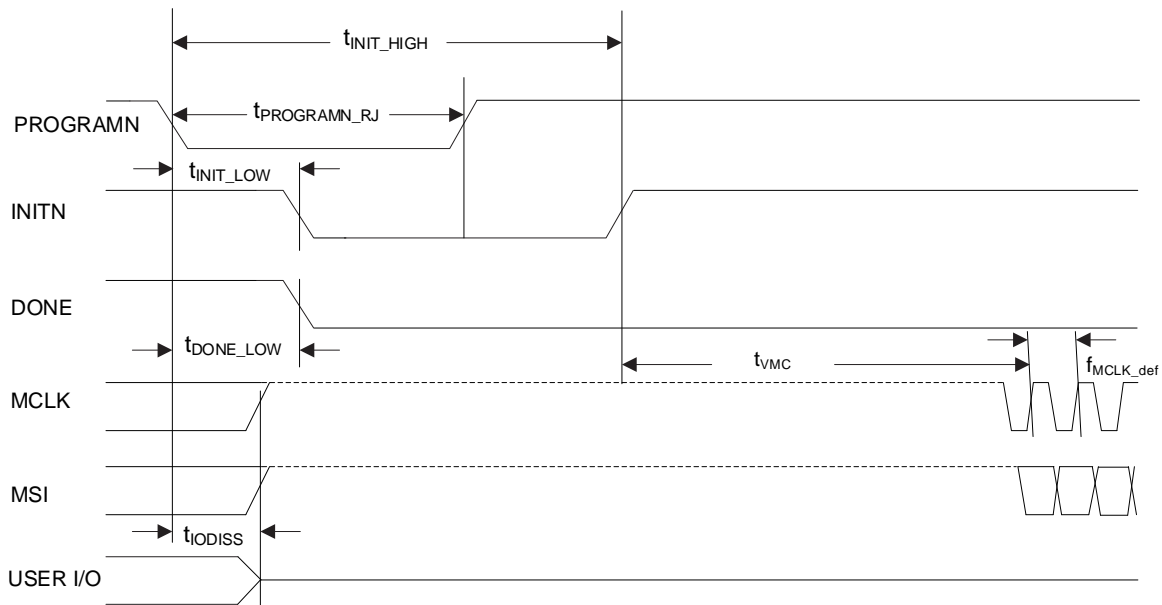 tINIT_HIGH
PROGRAMN
tPROGRAMN_RJ
tINIT_LOW
INITN
DONE
tDONE_LOW
tVMC
fMCLK_def
MCLK
MSI
tIODISS
USER I/O